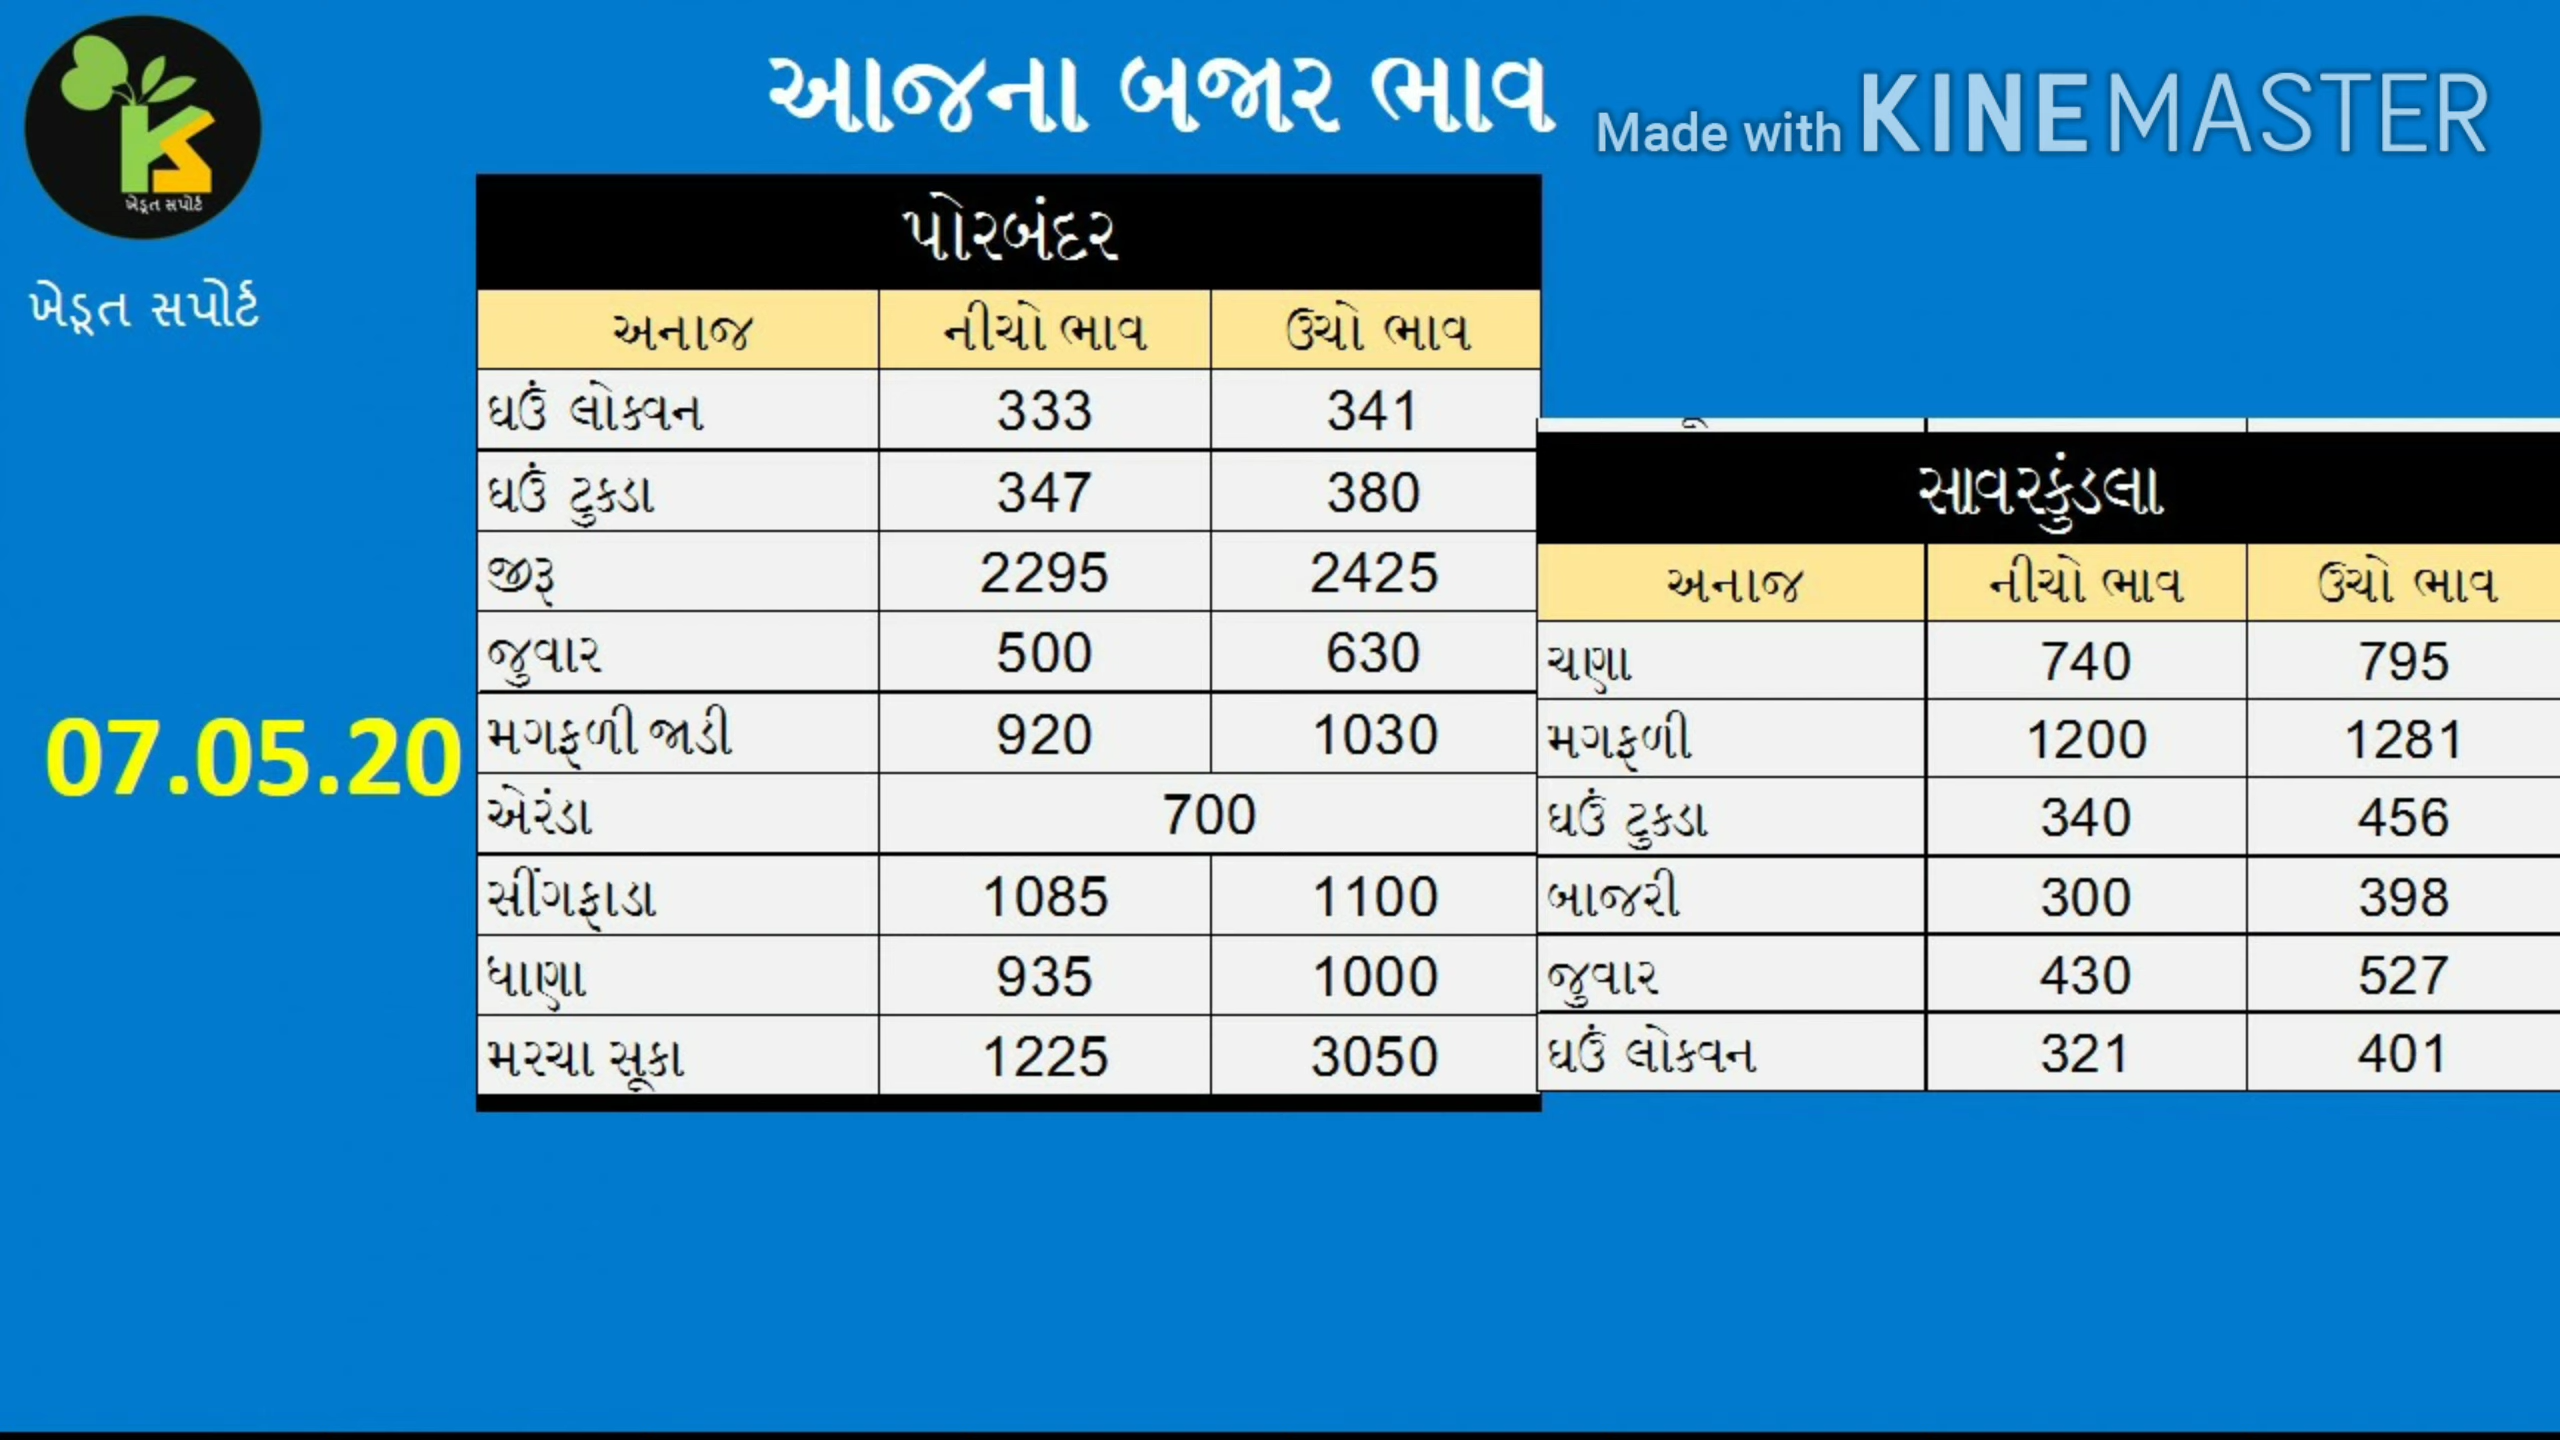 આજના બજાર ભાવ
Made with KINEMASTER
ખેડૂત સપોર્ટ
ખેડૂત સપોર્ટ
07.05.20
પોરબંદર
અનાજ નીચો ભાવ ઉચો ભાવ
ઘઉં લોકવન 333 341
ઘઉં ટુકડા 347 380
જીરૂ 2295 2425
જુવાર 500 630
મગફળી જાડી 920 1030
એરંડા 700
સીંગફાડા 1085 1100
ધાણા 935 1000
મરચા સૂકા 1225 3050
સાવરકુંડલા
અનાજ નીચો ભાવ ઉચો ભાવ
ચણા 740 795
મગફળી 1200 1281
ઘઉં ટુકડા 340 456
બાજરી 300 398
જુવાર 430 527
ઘઉં લોકવન 321 401